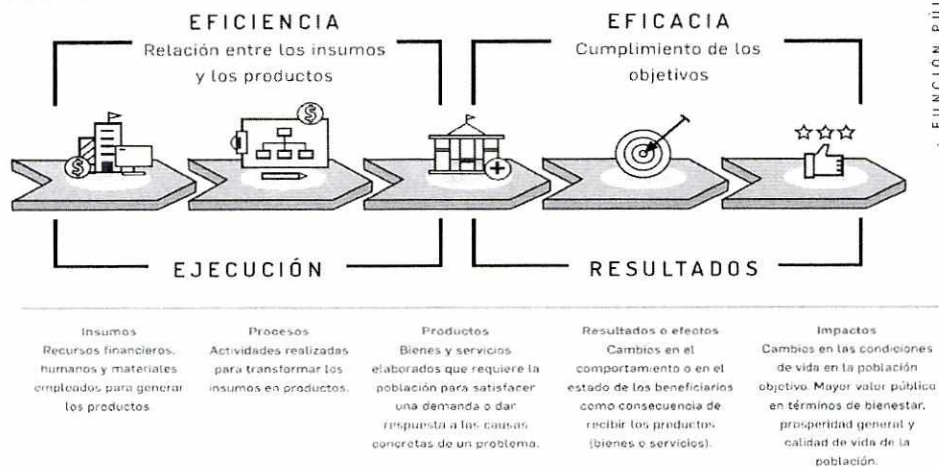 EFICIENCIA
Relación entre los insumos
y los productos
EFICACIA
Cumplimiento de los
objetivos
$
$
+
EJECUCIÓN
RESULTADOS
Insumos
Recursos financieros,
humanos y materiales
empleados para generar
los productos
Procesos
Actividades realizadas
para transformar los
insumos en productos.
Productos
Bienes y servicios
elaborados que requiere la
población para satisfacer
una demanda o dar
respuesta a las causas
concretas de un problema.
Resultados o efectos
Cambios en el
comportamiento o en el
estado de los beneficiarios
como consecuencia de
recibir los productos
(bienes o servicios).
Impactos
Cambios en las condiciones
de vida en la población
objetivo. Mayor valor público
en términos de bienestar,
prosperidad general y
calidad de vida de la
población.
FUNCIÓN